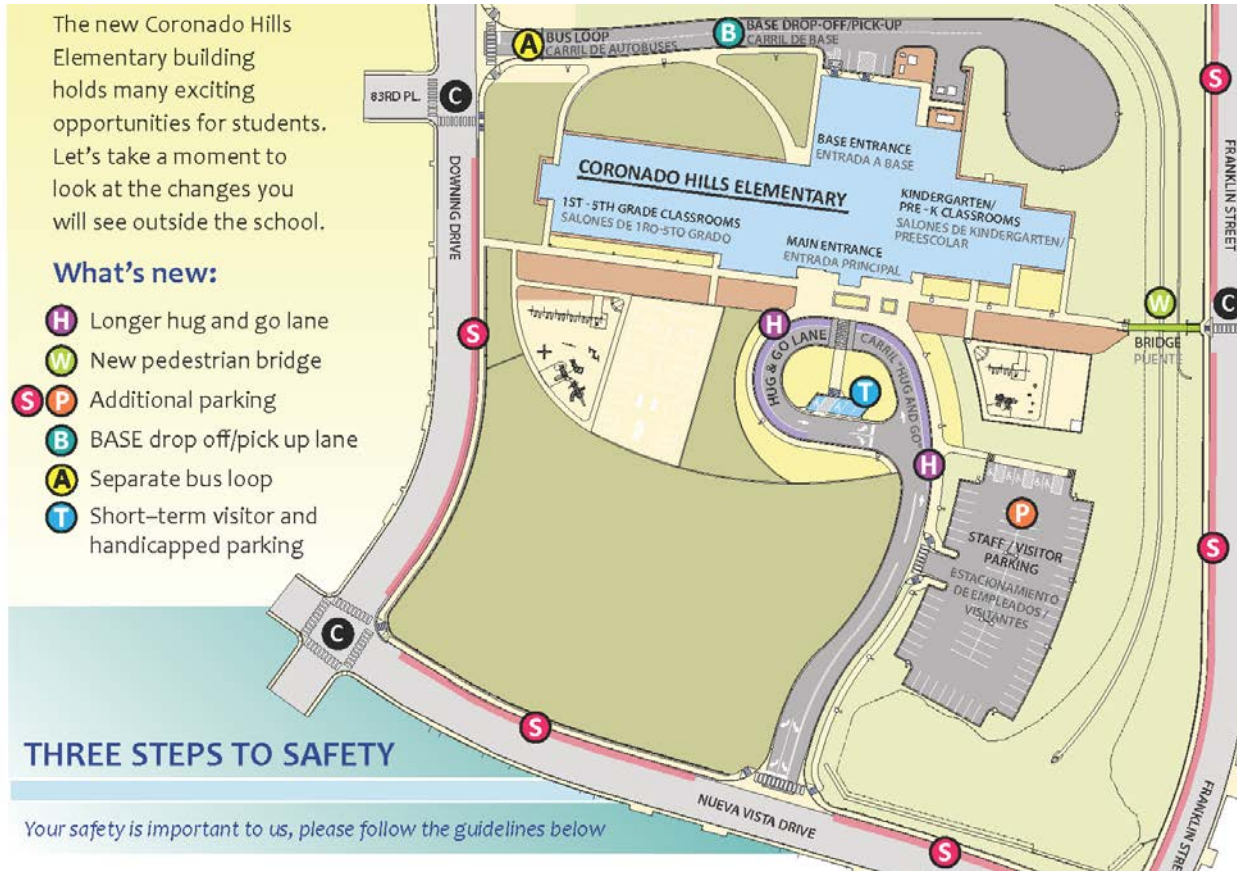 The new Coronado Hills
Elementary building
holds many exciting
opportunities for students.
Let's take a moment to
look at the changes you
will see outside the school.
What's new:
H Longer hug and go lane
W New pedestrian bridge
S P Additional parking
B BASE drop off/pick up lane
A Separate bus loop
T Short–term visitor and
handicapped parking
THREE STEPS TO SAFETY
Your safety is important to us, please follow the guidelines below
A
BUS LOOP
CARRIL DE AUTOBUSES
B
BASE DROP-OFF/PICK-UP
CARRIL DE BASE
S
83RD PL.
C
DOWNING DRIVE
FRANKLIN STREET
BASE ENTRANCE
ENTRADA A BASE
CORONADO HILLS ELEMENTARY
1ST - 5TH GRADE CLASSROOMS
SALONES DE 1RO-5TO GRADO
KINDERGARTEN/
PRE - K CLASSROOMS
SALONES DE KINDERGARTEN/
PREESCOLAR
MAIN ENTRANCE
ENTRADA PRINCIPAL
W
C
BRIDGE
PUENTE
S
H
HUG & GO LANE
CARRIL "HUG AND GO"
T
H
P
STAFF / VISITOR
PARKING
ESTACIONAMIENTO
DE EMPLEADOS /
VISITANTES
S
C
S
NUEVA VISTA DRIVE
S
FRANKLIN STRE